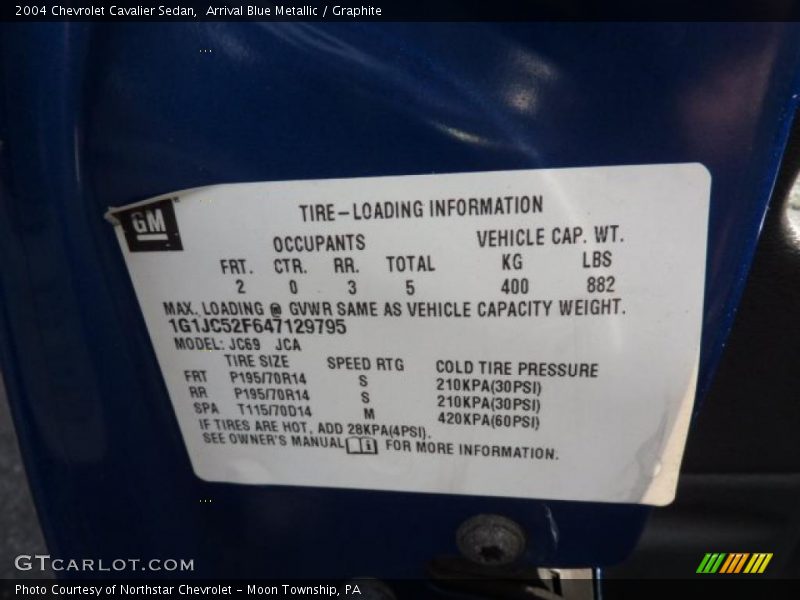 2004 Chevrolet Cavalier Sedan,  Arrival Blue Metallic / Graphite
GM
TIRE-LOADING INFORMATION
OCCUPANTS VEHICLE CAP. WT.
FRT. CTR. RR. TOTAL KG LBS
2 0 3 5 400 882
MAX. LOADING @ GVWR SAME AS VEHICLE CAPACITY WEIGHT.
1G1JC52F647129795
MODEL: JC69 JCA
TIRE SIZE SPEED RTG COLD TIRE PRESSURE
FRT P195/70R14 S 210KPA(30PSI)
RR P195/70R14 S 210KPA(30PSI)
SPA T115/70D14 M 420KPA(60PSI)
IF TIRES ARE HOT, ADD 28KPA(4PSI).
SEE OWNER'S MANUAL FOR MORE INFORMATION.
GTCARLOT.COM
Photo Courtesy of Northstar Chevrolet - Moon Township, PA